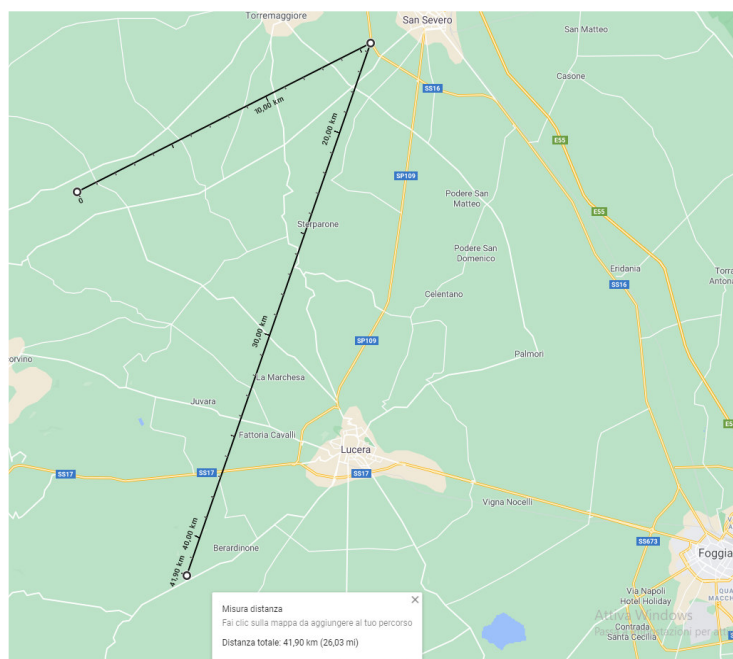 Torremaggiore
San Severo
San Matteo
Casone
SS16
10,00 km
20,00 km
E55
SP109
0
Podere San
Matteo
E55
Sterparone
Podere San
Domenico
Eridania
SS16
Celentano
30,00 km
SP109
Palmori
La Marchesa
Juvara
Fattoria Cavalli
Lucera
SS17
SS17
SS17
Vigna Nocelli
40,00 km
41,90 km
Berardinone
SS673
Foggia
Via Napoli
Hotel Holiday
Contrada
Santa Cecilia
Attiva Windows
Misura distanza
Fai clic sulla mappa da aggiungere al tuo percorso
Distanza totale: 41,90 km (26,03 mi)